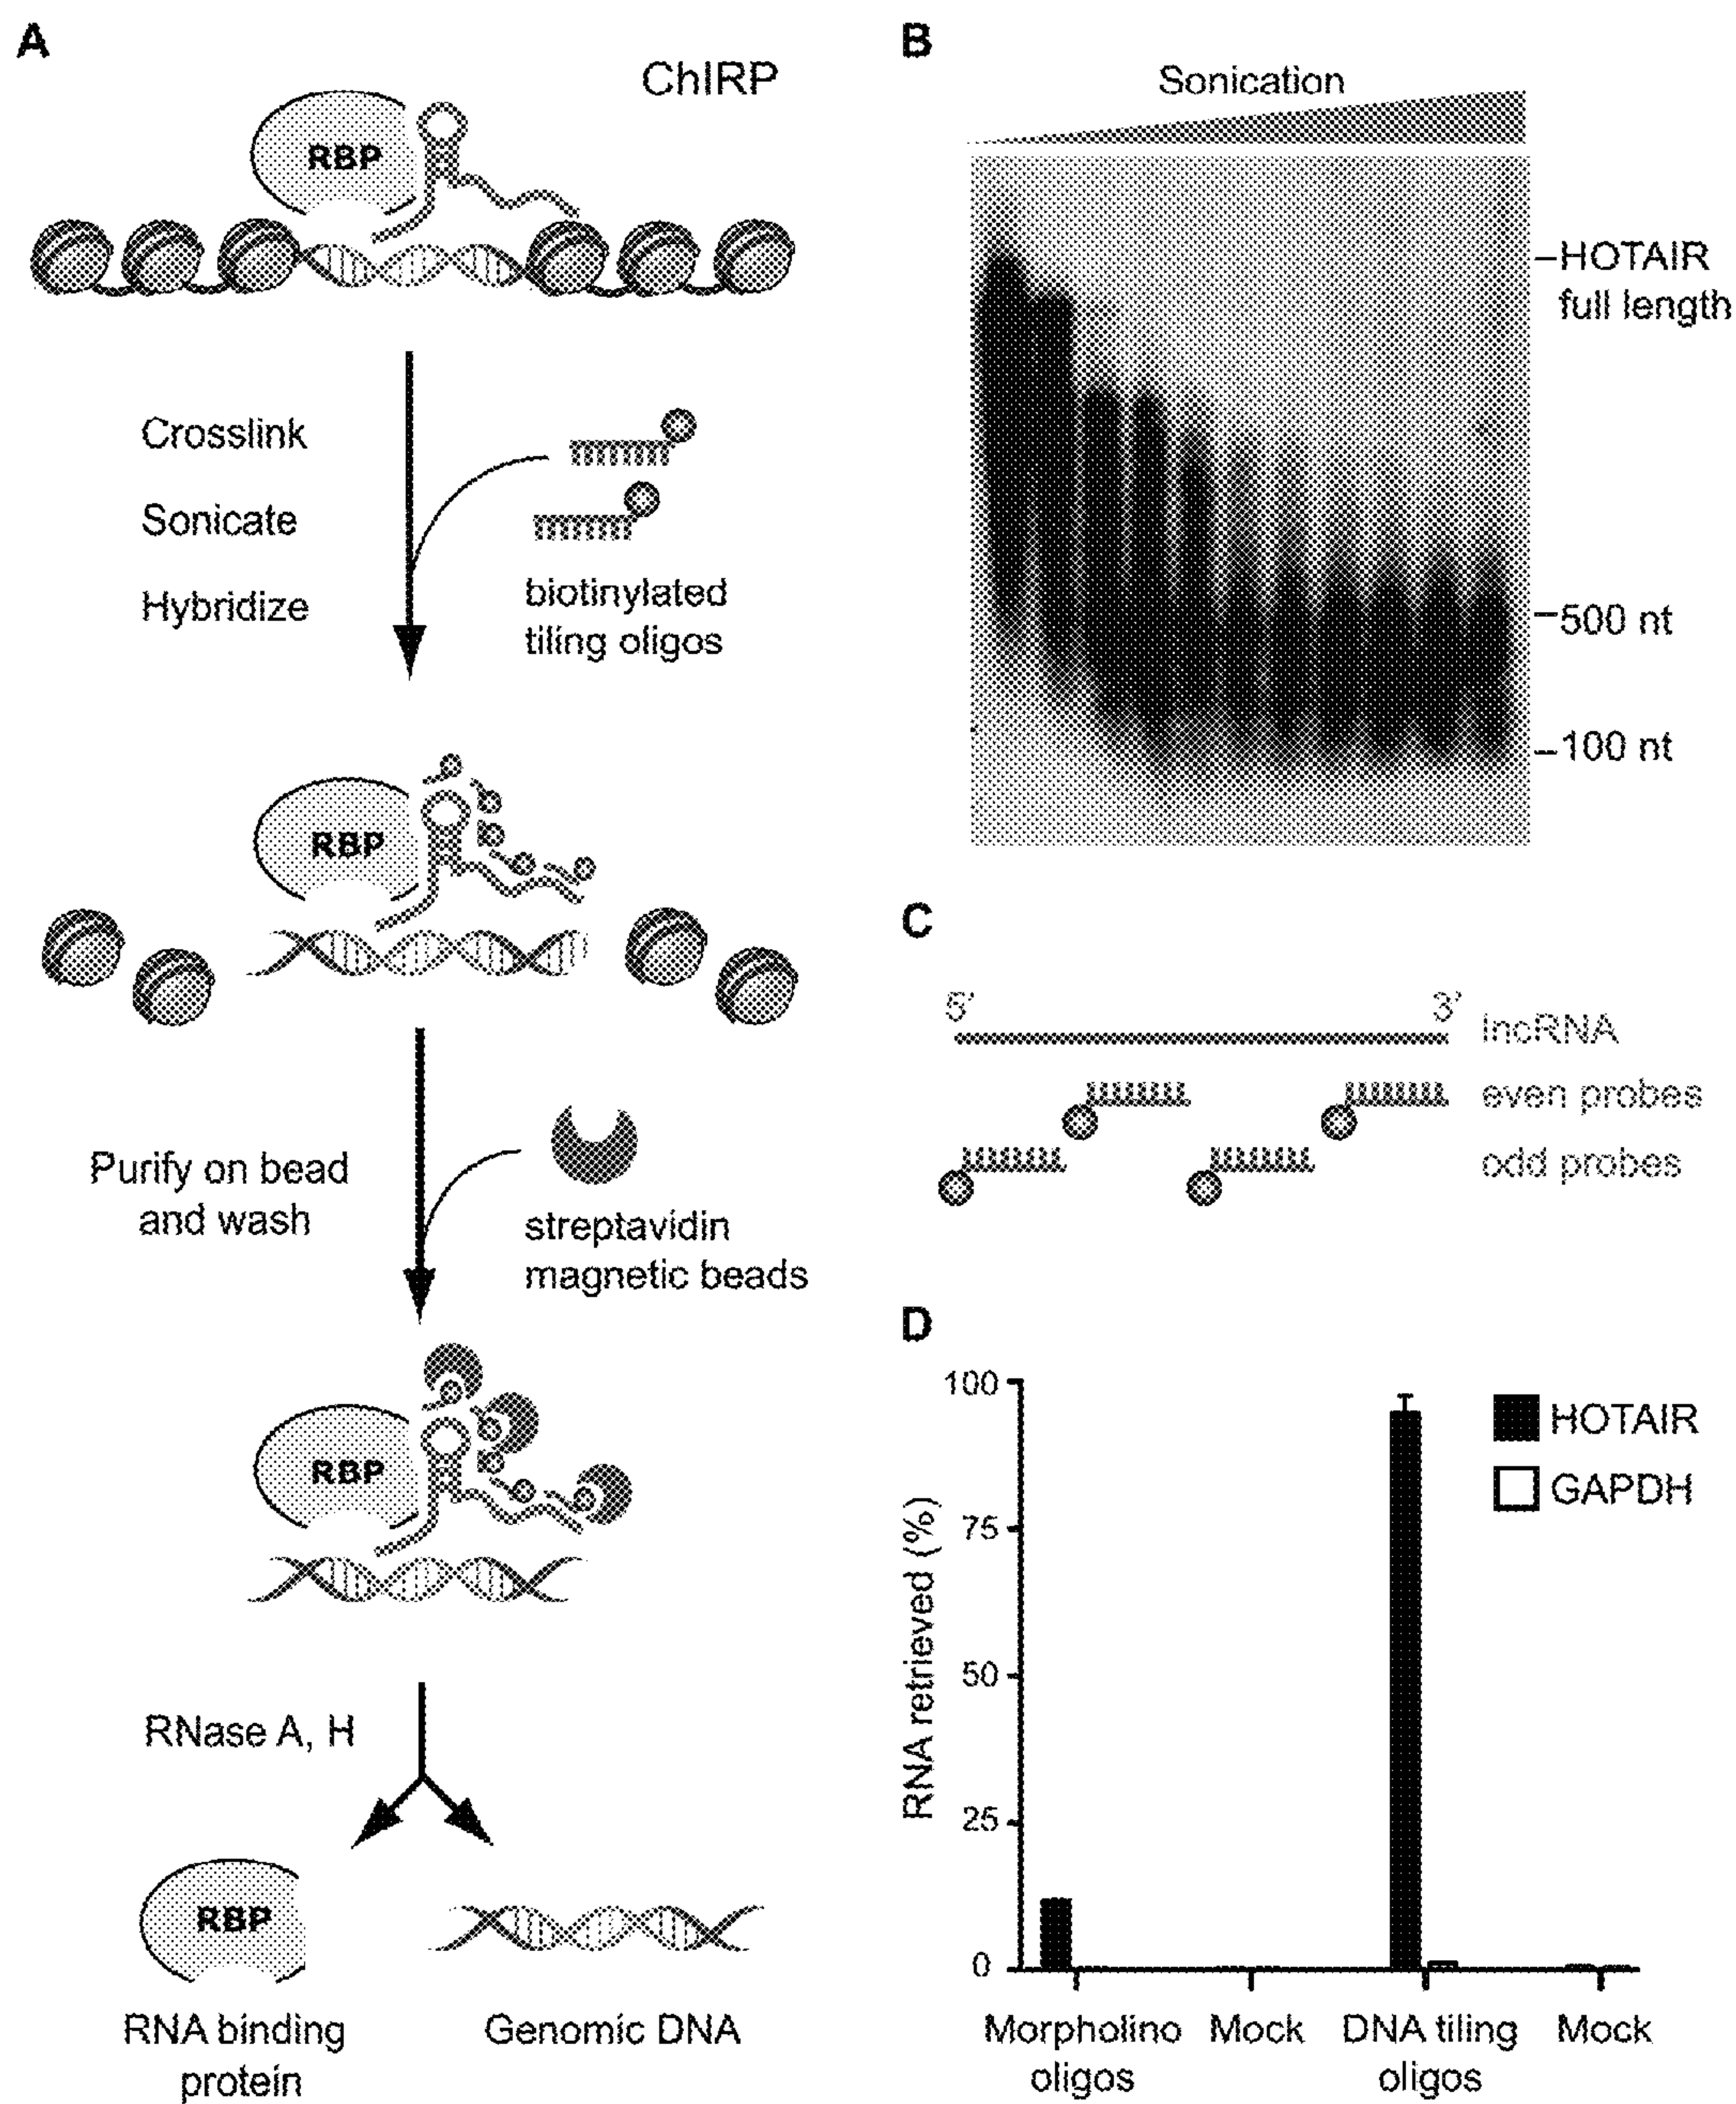 A
ChIRP
RBP
Crosslink
Sonicate
Hybridize
biotinylated
tiling oligos
RBP
Purify on bead
and wash
streptavidin
magnetic beads
RBP
RNase A, H
RBP
RNA binding
protein
Genomic DNA
B
Sonication
HOTAIR
full length
500 nt
100 nt
C
5' 3'
lncRNA
even probes
odd probes
D
100
75
50
25
0
RNA retrieved (%)
HOTAIR
GAPDH
Morpholino
oligos
Mock
DNA tiling
oligos
Mock